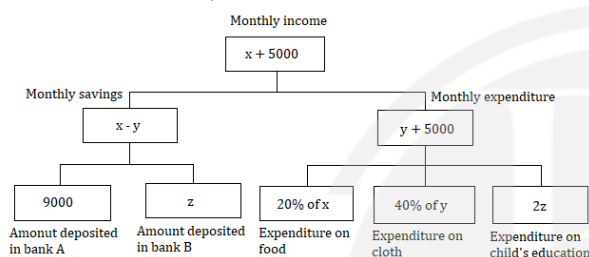 Monthly income
x + 5000
Monthly savings
Monthly expenditure
x - y
y + 5000
9000
z
20% of x
40% of y
2z
Amonut deposited
in bank A
Amount deposited
in bank B
Expenditure on
food
Expenditure on
cloth
Expenditure on
child's education